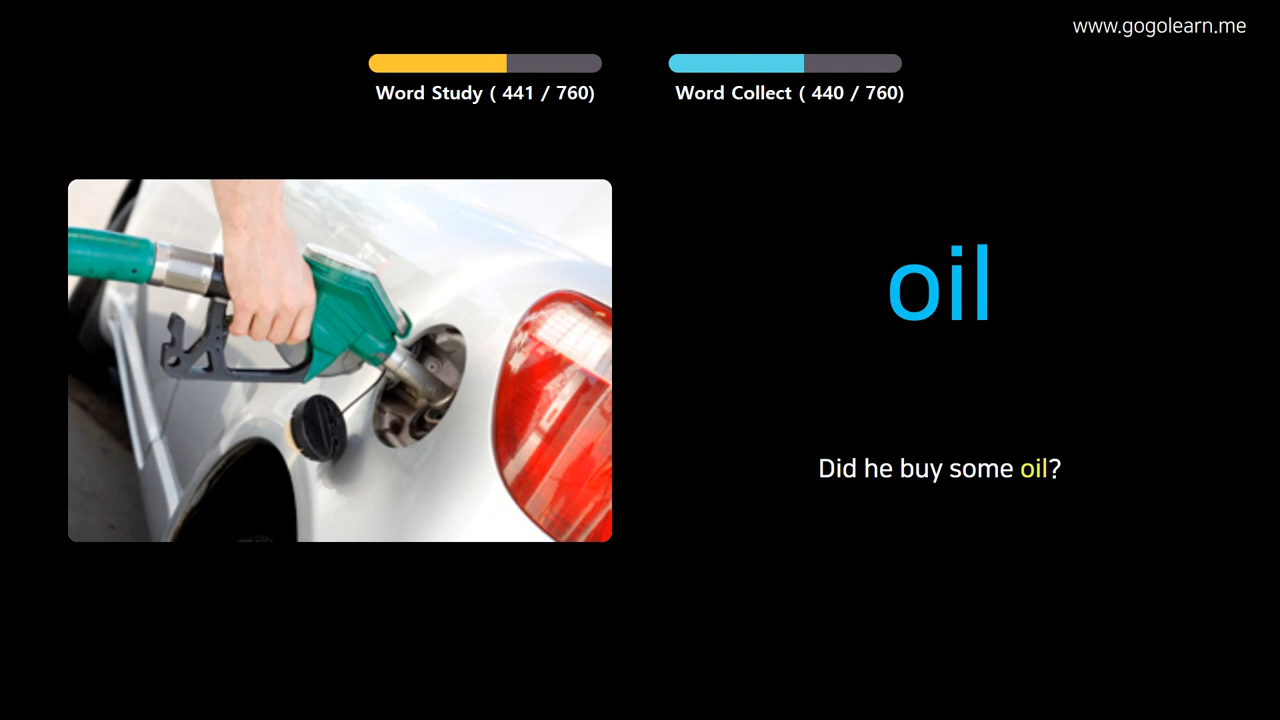 www.gogolearn.me
Word Study ( 441 / 760)
Word Collect ( 440 / 760)
oil
Did he buy some oil?